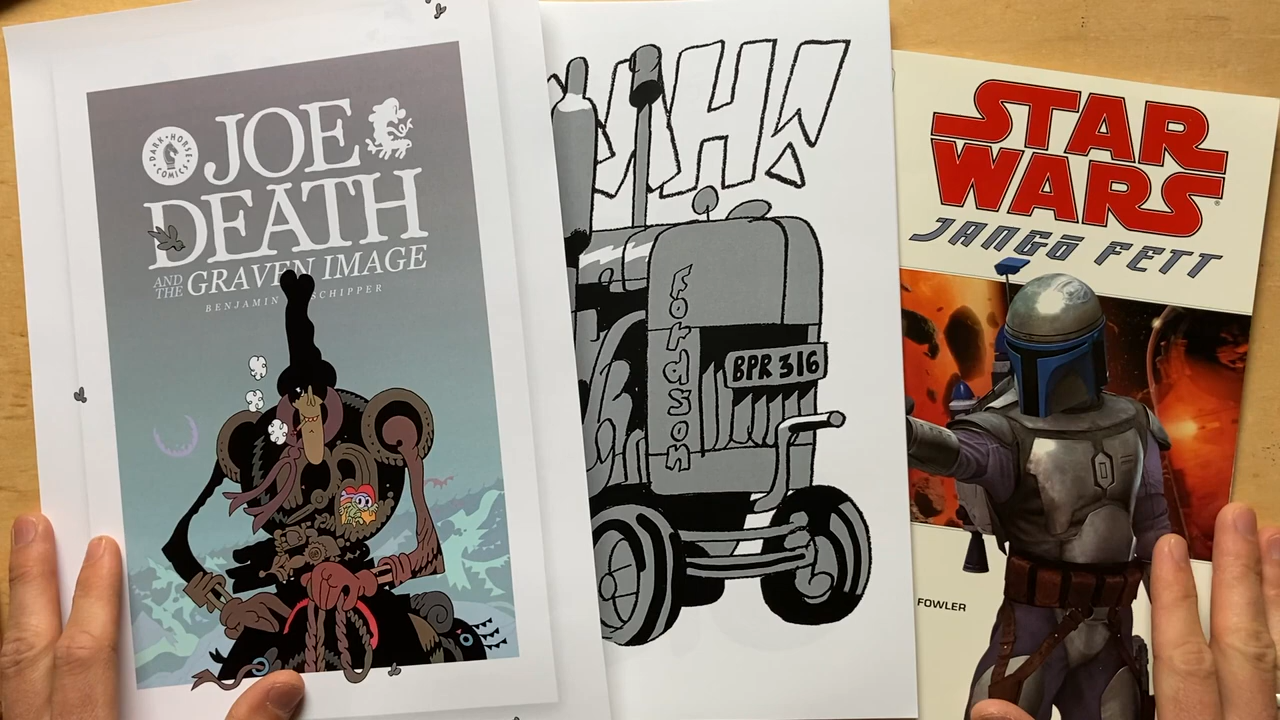 DARK • HORSE • COMICS
JOE
DEATH
AND THE GRAVEN IMAGE
BENJAMIN SCHIPPER
Fordson
BPR 316
STAR
WARS
JANGO FETT
FOWLER